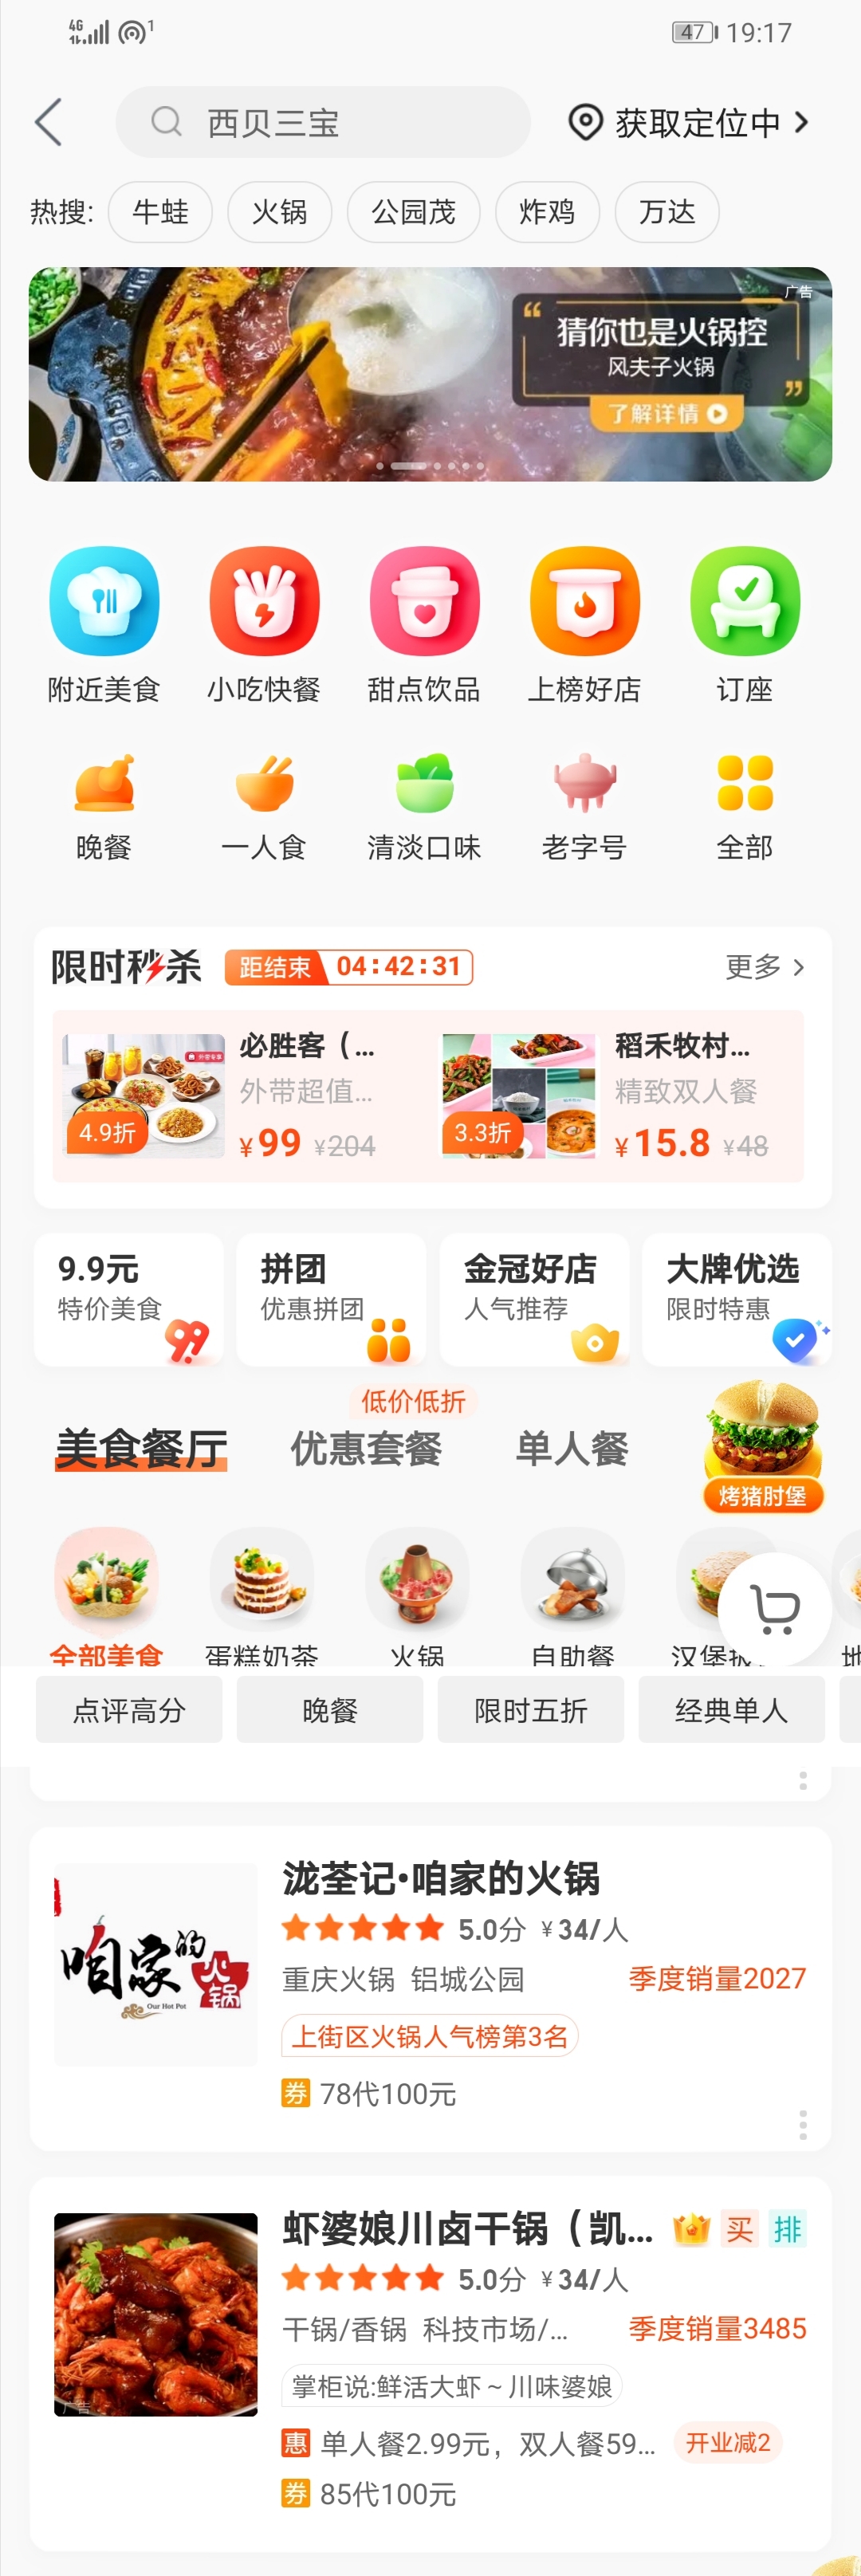 4G
1
47
19:17
西贝三宝
获取定位中
热搜:
牛蛙
火锅
公园茂
炸鸡
万达
广告
猜你也是火锅控
风夫子火锅
了解详情
附近美食
小吃快餐
甜点饮品
上榜好店
订座
晚餐
一人食
清淡口味
老字号
全部
限时秒杀
距结束
04:42:31
更多
必胜客（...
外带超值...
4.9折
¥99 ¥204
稻禾牧村...
精致双人餐
3.3折
¥15.8 ¥48
9.9元
特价美食
拼团
优惠拼团
金冠好店
人气推荐
大牌优选
限时特惠
低价低折
美食餐厅
优惠套餐
单人餐
烤猪肘堡
全部美食
蛋糕奶茶
火锅
自助餐
汉堡披
点评高分
晚餐
限时五折
经典单人
泷荃记•咱家的火锅
5.0分 ¥34/人
重庆火锅 铝城公园
季度销量2027
上街区火锅人气榜第3名
券 78代100元
咱家的
火锅
Our Hot Pot
虾婆娘川卤干锅（凯...
买 排
5.0分 ¥34/人
干锅/香锅 科技市场/...
季度销量3485
掌柜说:鲜活大虾 ~ 川味婆娘
惠 单人餐2.99元，双人餐59...
开业减2
券 85代100元
广告